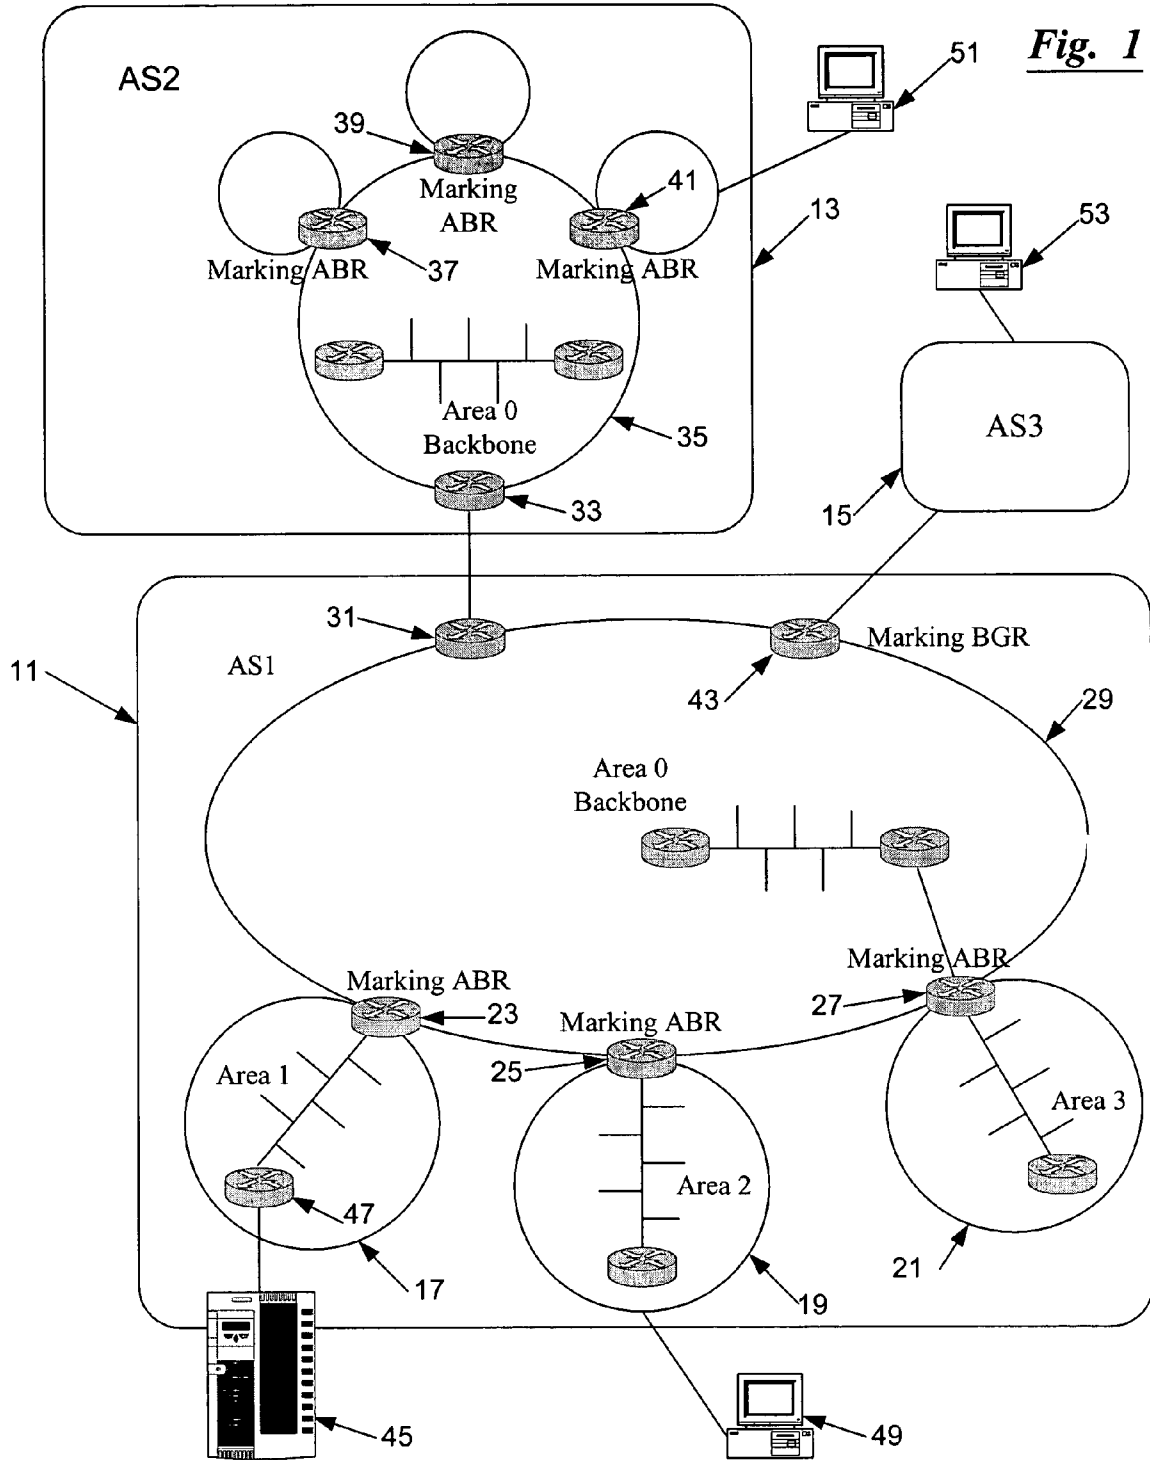 Fig. 1
AS2
51
39
Marking
ABR
41
13
53
Marking ABR
37
Marking ABR
Area 0
Backbone
35
AS3
33
15
31
Marking BGR
AS1
11
43
29
Area 0
Backbone
Marking ABR
Marking ABR
27
23
Marking ABR
25
Area 1
Area 3
Area 2
47
21
17
19
45
49